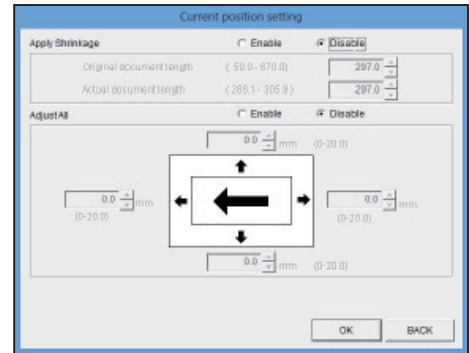 Current position setting
Apply Shrinkage Enable Disable
Original document length (50.0-670.0) 297.0
Actual document length (288.1-305.9) 297.0
Adjust All Enable Disable
0.0 mm (0-20.0)
0.0 mm 0.0 mm
(0-20.0) (0-20.0)
0.0 mm (0-20.0)
OK BACK